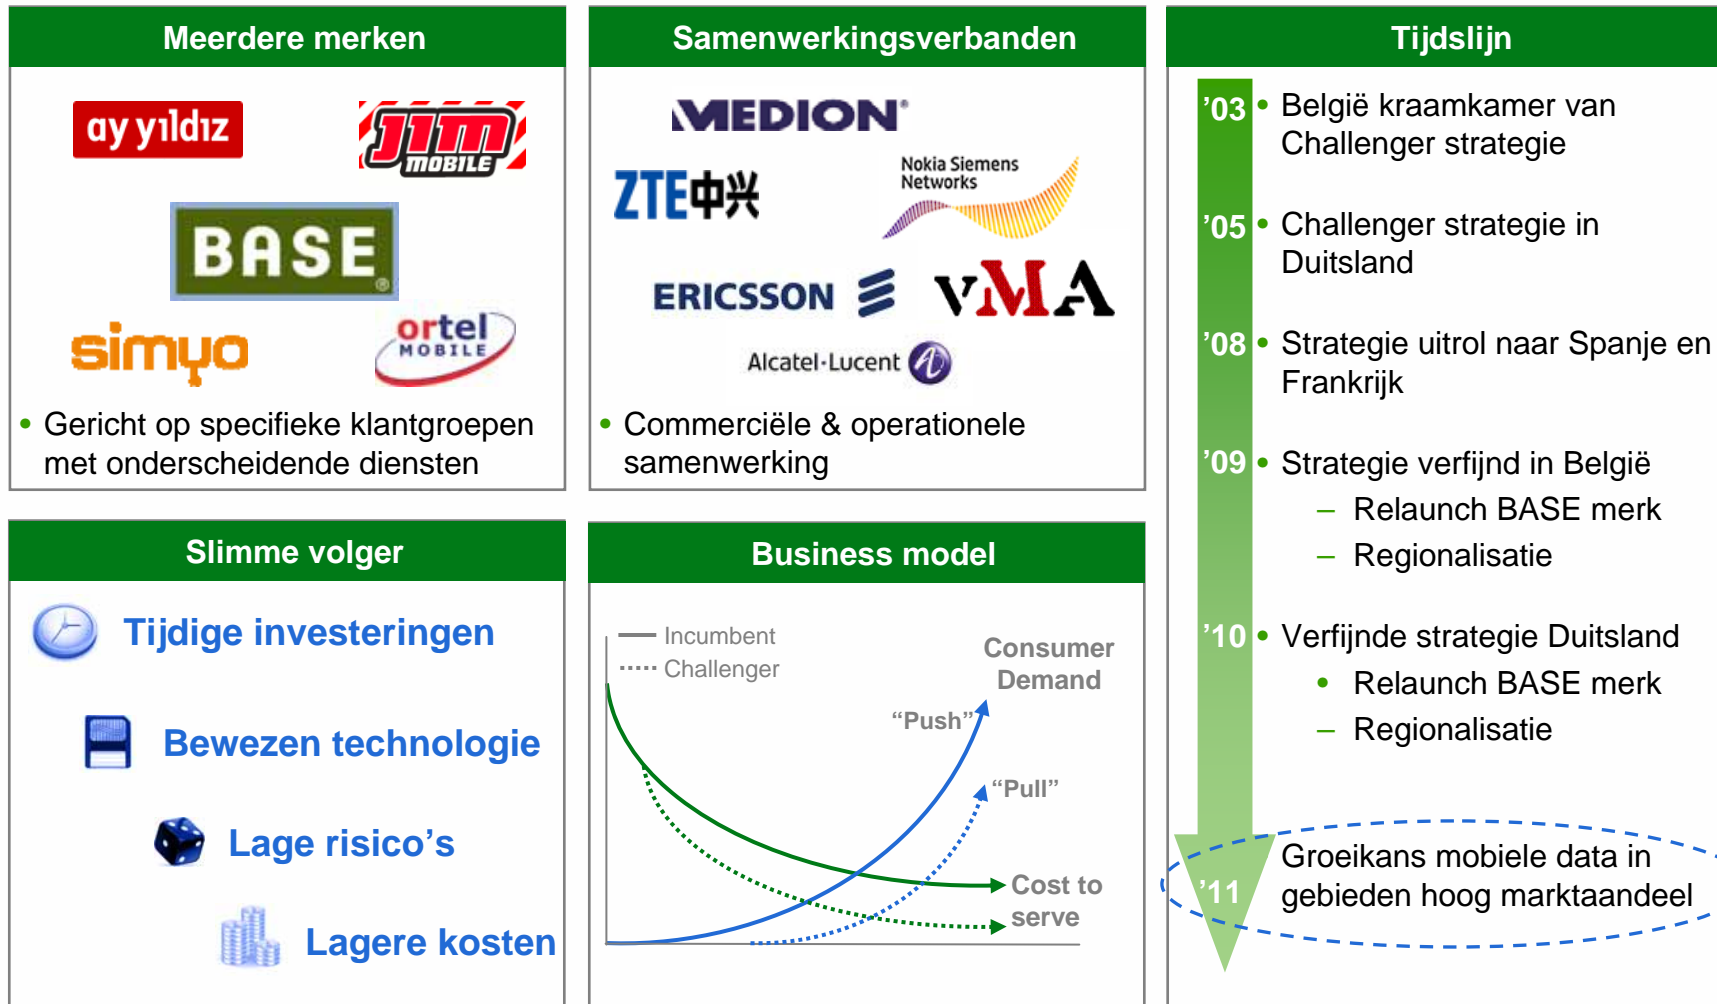 Meerdere merken
ay yıldız
JIM
MOBILE
BASE®
simyo
ortel
MOBILE
• Gericht op specifieke klantgroepen
met onderscheidende diensten
Samenwerkingsverbanden
MEDION®
ZTE中兴
Nokia Siemens
Networks
ERICSSON
VMA
Alcatel·Lucent
• Commerciële & operationele
samenwerking
Slimme volger
Tijdige investeringen
Bewezen technologie
Lage risico’s
Lagere kosten
Business model
Incumbent
Challenger
Consumer
Demand
“Push”
“Pull”
Cost to
serve
Tijdslijn
’03 • België kraamkamer van
Challenger strategie
’05 • Challenger strategie in
Duitsland
’08 • Strategie uitrol naar Spanje en
Frankrijk
’09 • Strategie verfijnd in België
– Relaunch BASE merk
– Regionalisatie
’10 • Verfijnde strategie Duitsland
• Relaunch BASE merk
– Regionalisatie
Groeikans mobiele data in
’11 gebieden hoog marktaandeel